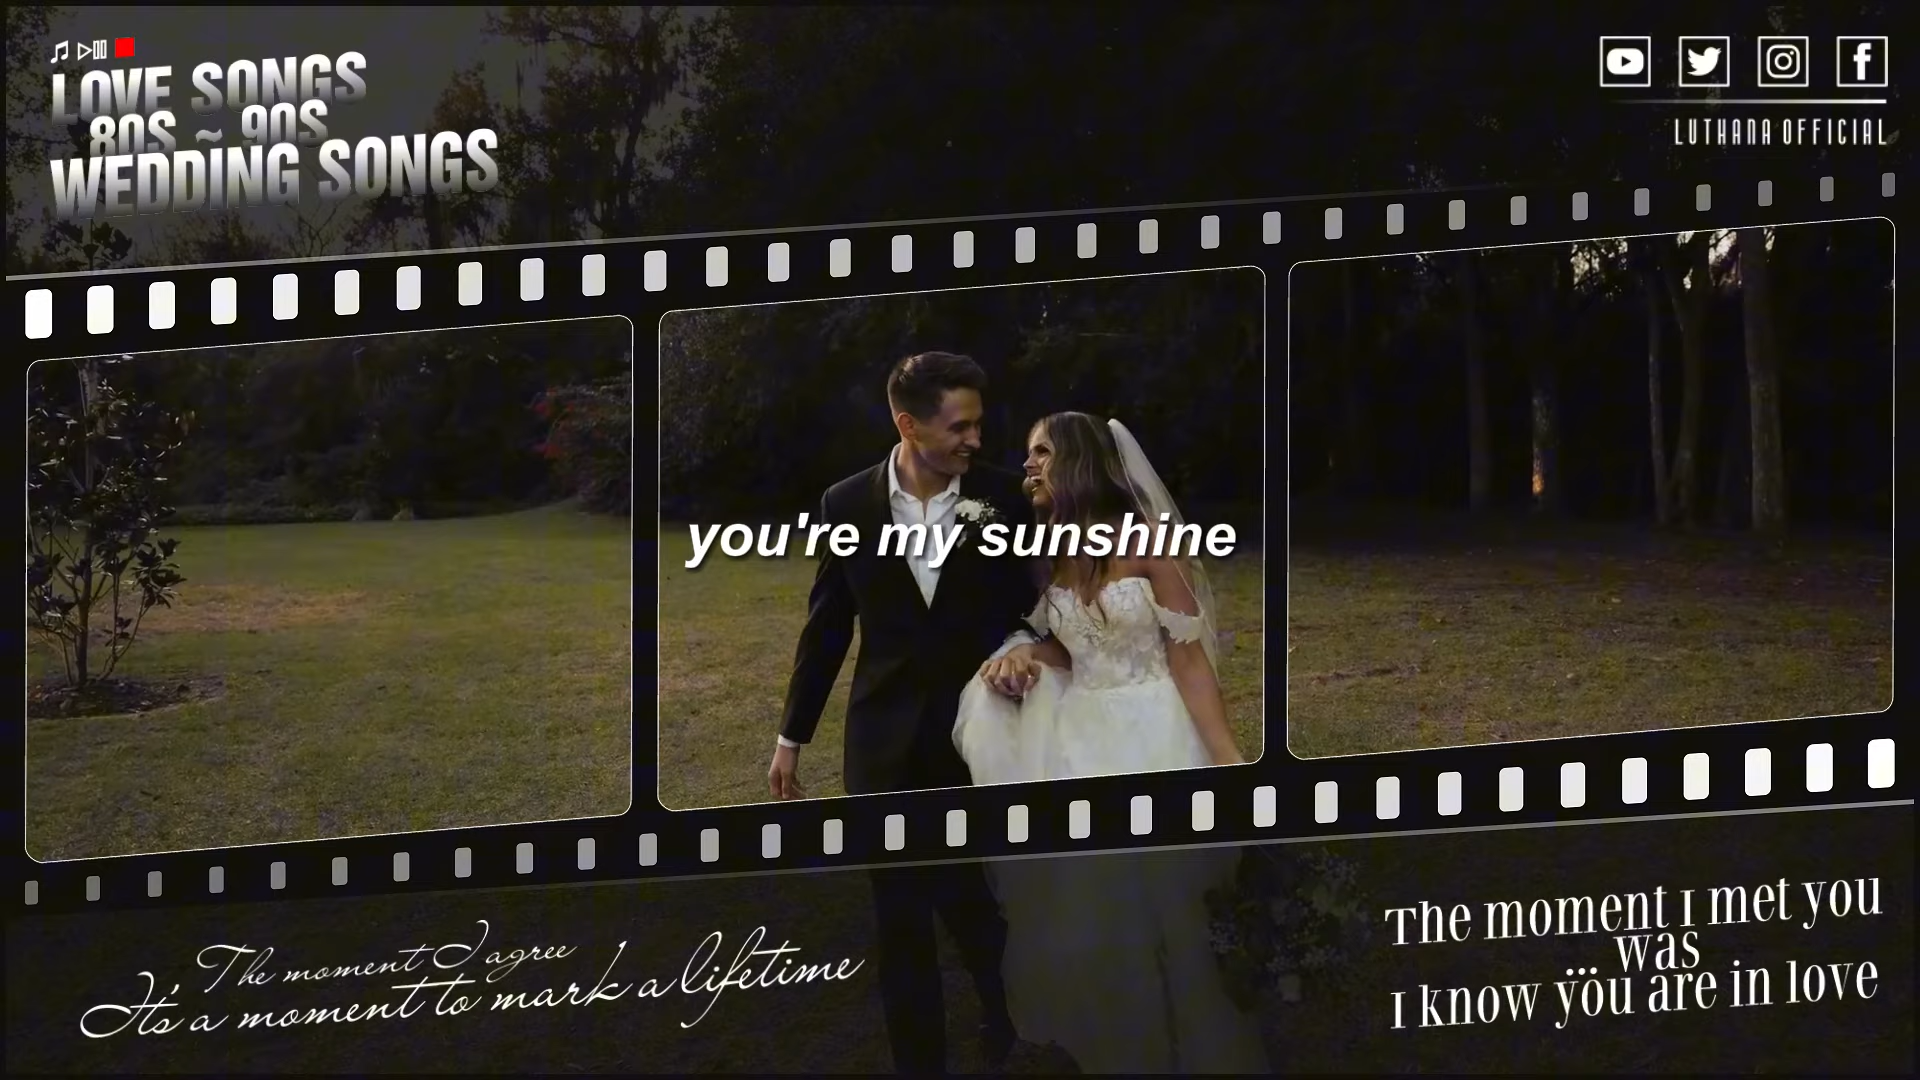 LOVE SONGS
80S ~ 90S
WEDDING SONGS
LUTHANA OFFICIAL
you're my sunshine
The moment I agree
It's a moment to mark a lifetime
The moment I met you
was
I know yöu are in love